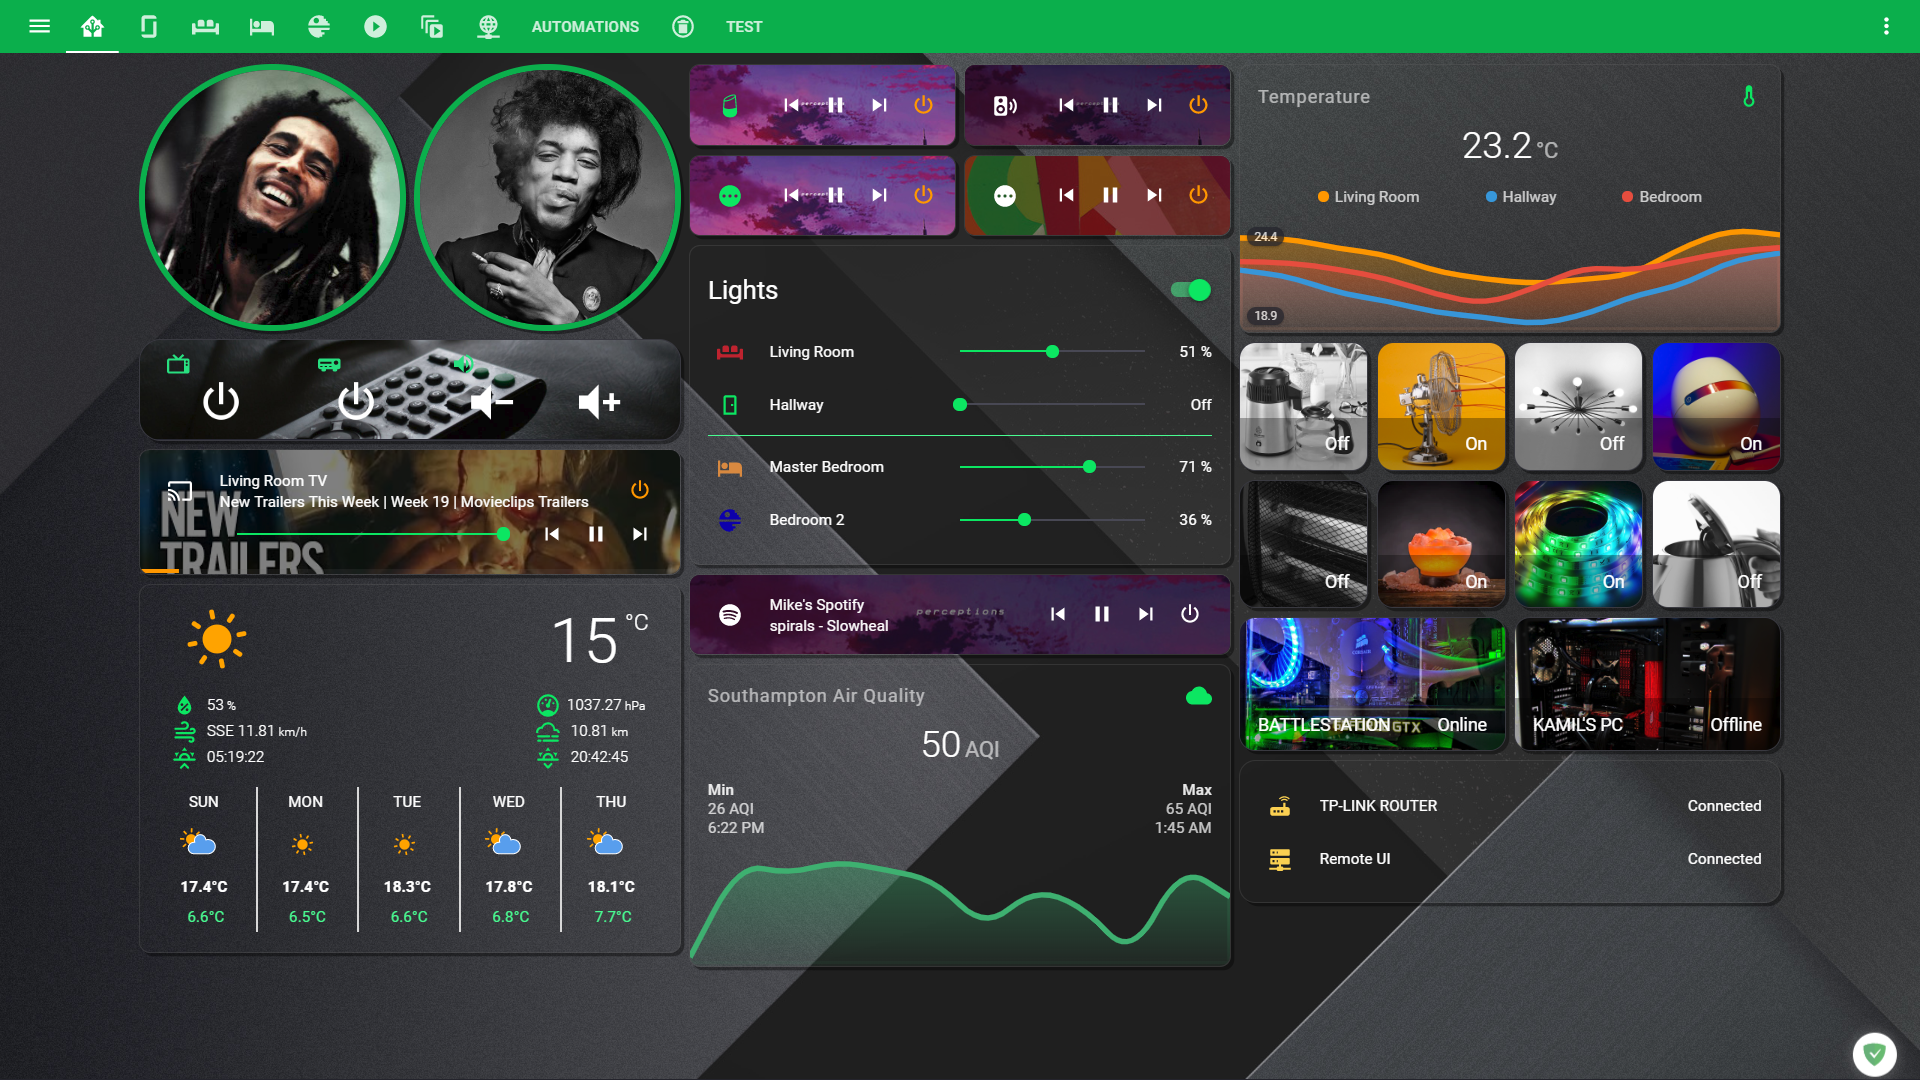 AUTOMATIONS
TEST
perceptions
perceptions
perceptions
Living Room TV
New Trailers This Week | Week 19 | Movieclips Trailers
NEW
TRAILERS
15 °C
53 %
1037.27 hPa
SSE 11.81 km/h
10.81 km
05:19:22
20:42:45
SUN MON TUE WED THU
17.4°C 17.4°C 18.3°C 17.8°C 18.1°C
6.6°C 6.5°C 6.6°C 6.8°C 7.7°C
Lights
Living Room 51 %
Hallway Off
Master Bedroom 71 %
Bedroom 2 36 %
Mike's Spotify
spirals - Slowheal
perceptions
Southampton Air Quality
50 AQI
Min Max
26 AQI 65 AQI
6:22 PM 1:45 AM
Temperature
23.2 °C
Living Room Hallway Bedroom
24.4
18.9
Off On Off On
Off On On Off
BATTLESTATION Online
GTX
KAMIL'S PC Offline
TP-LINK ROUTER Connected
Remote UI Connected